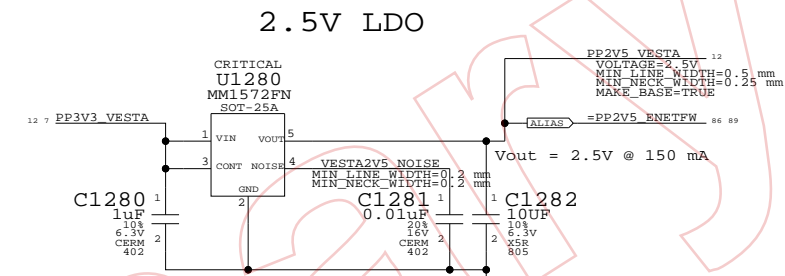 2.5V LDO
CRITICAL
U1280
MM1572FN
SOT-25A
PP2V5_VESTA 12
VOLTAGE=2.5V
MIN_LINE_WIDTH=0.5 mm
MIN_NECK_WIDTH=0.25 mm
MAKE_BASE=TRUE
12 7 PP3V3_VESTA
ALIAS =PP2V5_ENETFW 86 89
1 VIN VOUT 5
Vout = 2.5V @ 150 mA
3 CONT NOISE 4 VESTA2V5_NOISE
MIN_LINE_WIDTH=0.2 mm
MIN_NECK_WIDTH=0.2 mm
GND
2
C1280 1
1uF
10%
6.3V
CERM 2
402
C1281 1
0.01uF
20%
16V
CERM 2
402
1 C1282
10UF
10%
6.3V
2 X5R
805